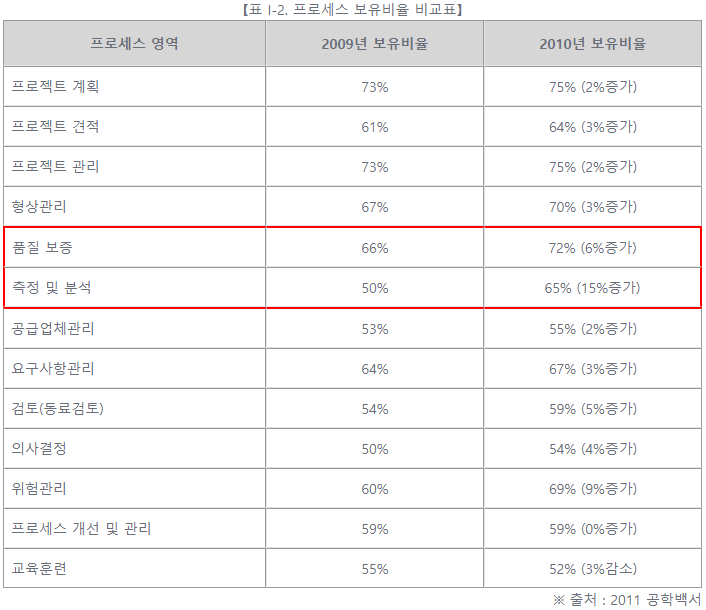 [표 I-2. 프로세스 보유비율 비교표]
프로세스 영역 2009년 보유비율 2010년 보유비율
프로젝트 계획 73% 75% (2%증가)
프로젝트 견적 61% 64% (3%증가)
프로젝트 관리 73% 75% (2%증가)
형상관리 67% 70% (3%증가)
품질 보증 66% 72% (6%증가)
측정 및 분석 50% 65% (15%증가)
공급업체관리 53% 55% (2%증가)
요구사항관리 64% 67% (3%증가)
검토(동료검토) 54% 59% (5%증가)
의사결정 50% 54% (4%증가)
위험관리 60% 69% (9%증가)
프로세스 개선 및 관리 59% 59% (0%증가)
교육훈련 55% 52% (3%감소)
※ 출처 : 2011 공학백서